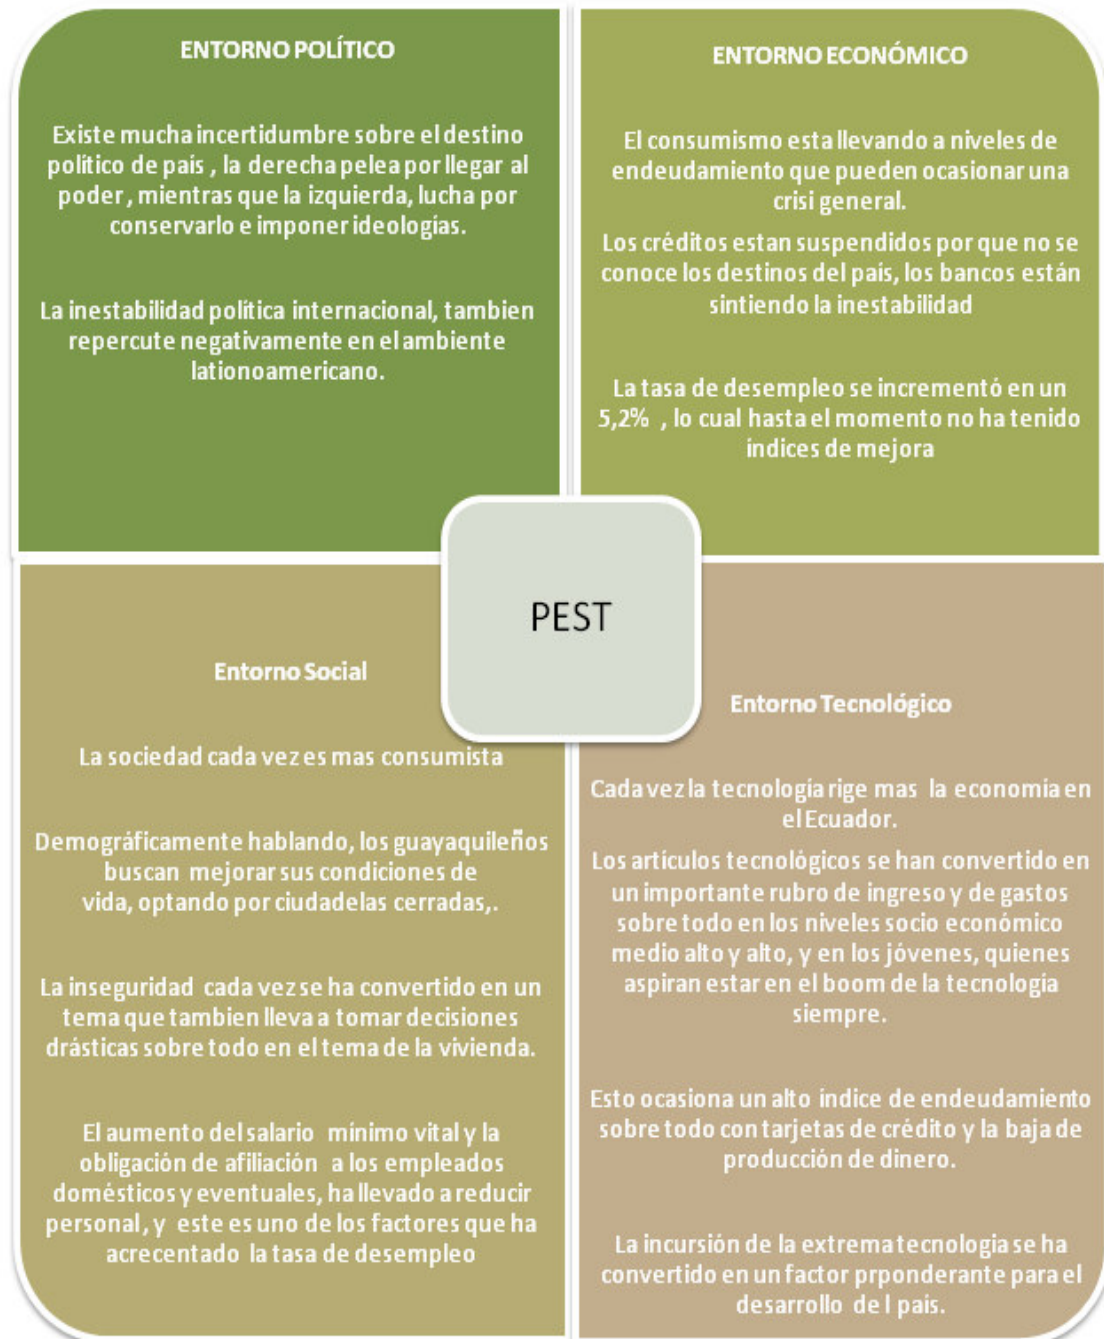 ENTORNO POLÍTICO
Existe mucha incertidumbre sobre el destino
político de país , la derecha pelea por llegar al
poder , mientras que la izquierda, lucha por
conservarlo e imponer ideologías.
La inestabilidad política internacional, tambien
repercute negativamente en el ambiente
lationoamericano.
ENTORNO ECONÓMICO
El consumismo esta llevando a niveles de
endeudamiento que pueden ocasionar una
crisi general.
Los créditos estan suspendidos por que no se
conoce los destinos del país, los bancos están
sintiendo la inestabilidad
La tasa de desempleo se incrementó en un
5,2% , lo cual hasta el momento no ha tenido
índices de mejora
PEST
Entorno Social
La sociedad cada vez es mas consumista
Demográficamente hablando, los guayaquileños
buscan mejorar sus condiciones de
vida, optando por ciudadelas cerradas,.
La inseguridad cada vez se ha convertido en un
tema que tambien lleva a tomar decisiones
drásticas sobre todo en el tema de la vivienda.
El aumento del salario mínimo vital y la
obligación de afiliación a los empleados
domésticos y eventuales, ha llevado a reducir
personal, y este es uno de los factores que ha
acrecentado la tasa de desempleo
Entorno Tecnológico
Cada vez la tecnología rige mas la economía en
el Ecuador.
Los artículos tecnológicos se han convertido en
un importante rubro de ingreso y de gastos
sobre todo en los niveles socio económico
medio alto y alto, y en los jóvenes, quienes
aspiran estar en el boom de la tecnología
siempre.
Esto ocasiona un alto índice de endeudamiento
sobre todo con tarjetas de crédito y la baja de
producción de dinero.
La incursión de la extrema tecnologia se ha
convertido en un factor prponderante para el
desarrollo de l país.